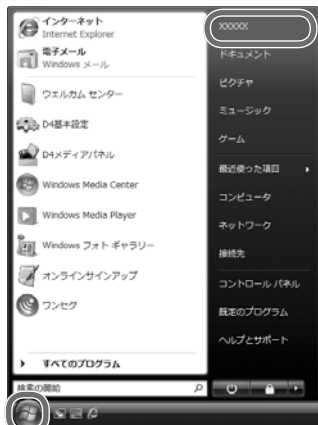 インターネット
Internet Explorer
電子メール
Windows メール
ウェルカム センター
D4基本設定
D4メディアパネル
Windows Media Center
Windows Media Player
Windows フォト ギャラリー
オンラインサインアップ
ワンセグ
すべてのプログラム
検索の開始
XXXXX
ドキュメント
ピクチャ
ミュージック
ゲーム
最近使った項目
コンピュータ
ネットワーク
接続先
コントロール パネル
既定のプログラム
ヘルプとサポート